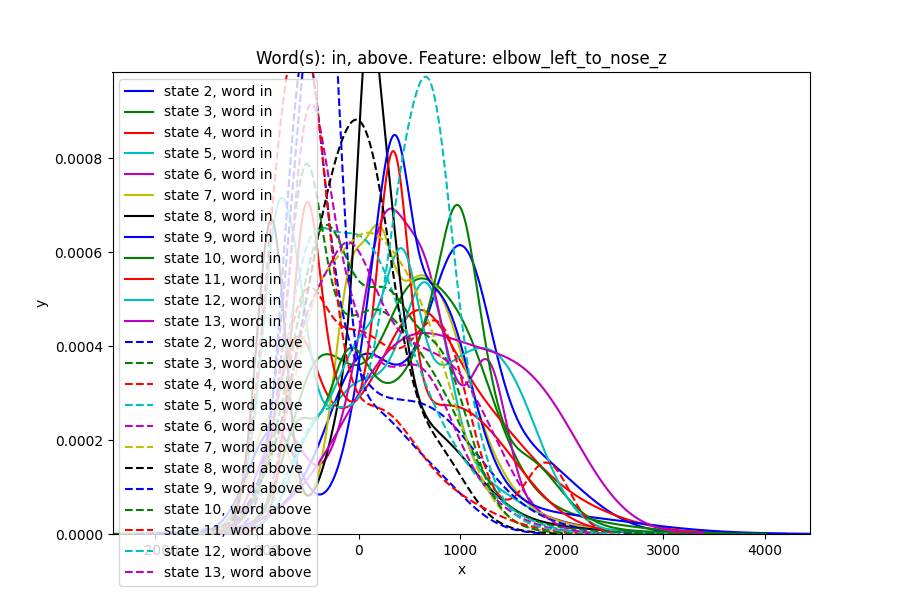 Word(s): in, above. Feature: elbow_left_to_nose_z
y
0.0008
0.0006
0.0004
0.0002
0.0000
state 2, word in
state 3, word in
state 4, word in
state 5, word in
state 6, word in
state 7, word in
state 8, word in
state 9, word in
state 10, word in
state 11, word in
state 12, word in
state 13, word in
state 2, word above
state 3, word above
state 4, word above
state 5, word above
state 6, word above
state 7, word above
state 8, word above
state 9, word above
state 10, word above
state 11, word above
state 12, word above
state 13, word above
−2000 −1000 0 1000 2000 3000 4000
x